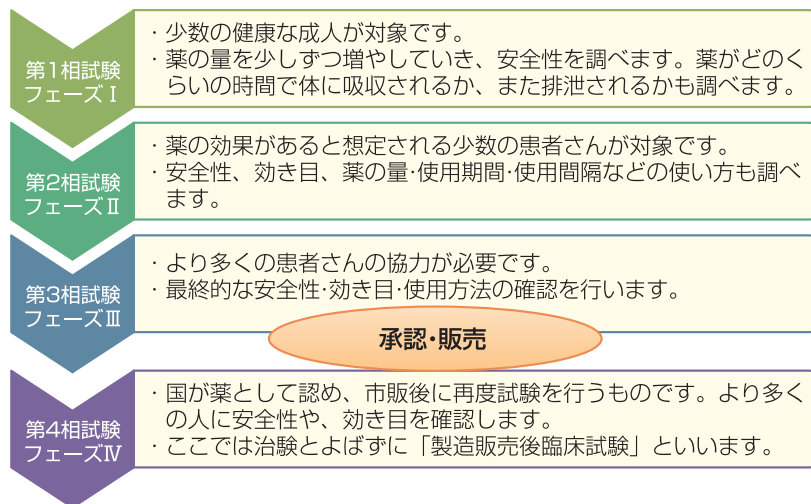 第1相試験
フェーズⅠ
・少数の健康な成人が対象です。
・薬の量を少しずつ増やしていき、安全性を調べます。薬がどのく
らいの時間で体に吸収されるか、また排泄されるかも調べます。
第2相試験
フェーズⅡ
・薬の効果があると想定される少数の患者さんが対象です。
・安全性、効き目、薬の量・使用期間・使用間隔などの使い方も調べ
ます。
第3相試験
フェーズⅢ
・より多くの患者さんの協力が必要です。
・最終的な安全性・効き目・使用方法の確認を行います。
承認・販売
第4相試験
フェーズⅣ
・国が薬として認め、市販後に再度試験を行うものです。より多く
の人に安全性や、効き目を確認します。
・ここでは治験とよばずに「製造販売後臨床試験」といいます。